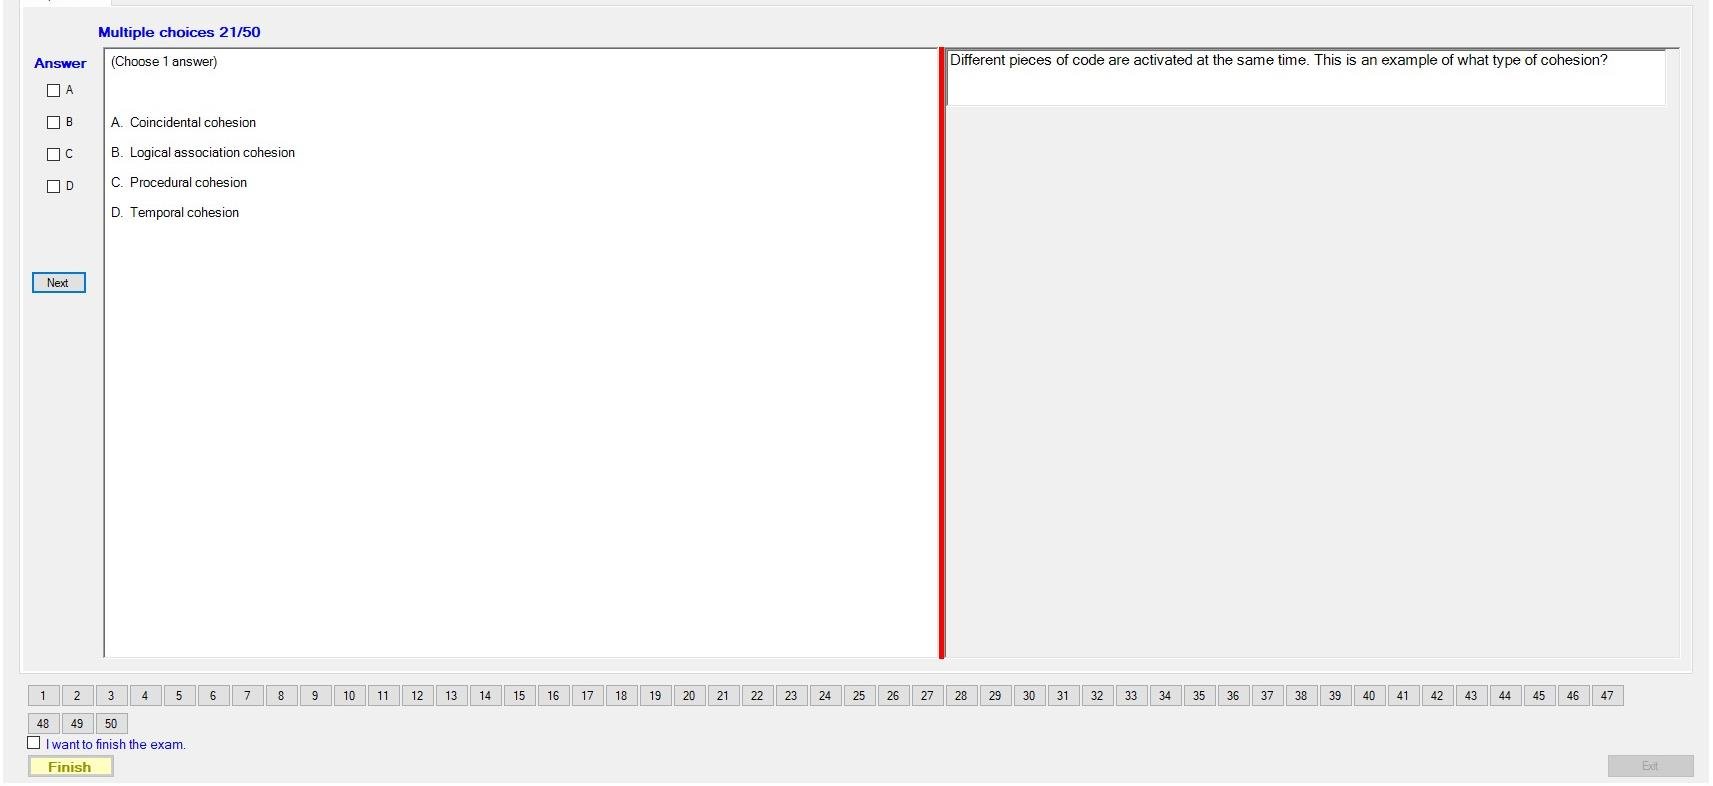 Multiple choices 21/50
Answer
(Choose 1 answer)
Different pieces of code are activated at the same time. This is an example of what type of cohesion?
A
B
C
D
A. Coincidental cohesion
B. Logical association cohesion
C. Procedural cohesion
D. Temporal cohesion
Next
1 2 3 4 5 6 7 8 9 10 11 12 13 14 15 16 17 18 19 20 21 22 23 24 25 26 27 28 29 30 31 32 33 34 35 36 37 38 39 40 41 42 43 44 45 46 47
48 49 50
I want to finish the exam.
Finish
Exit